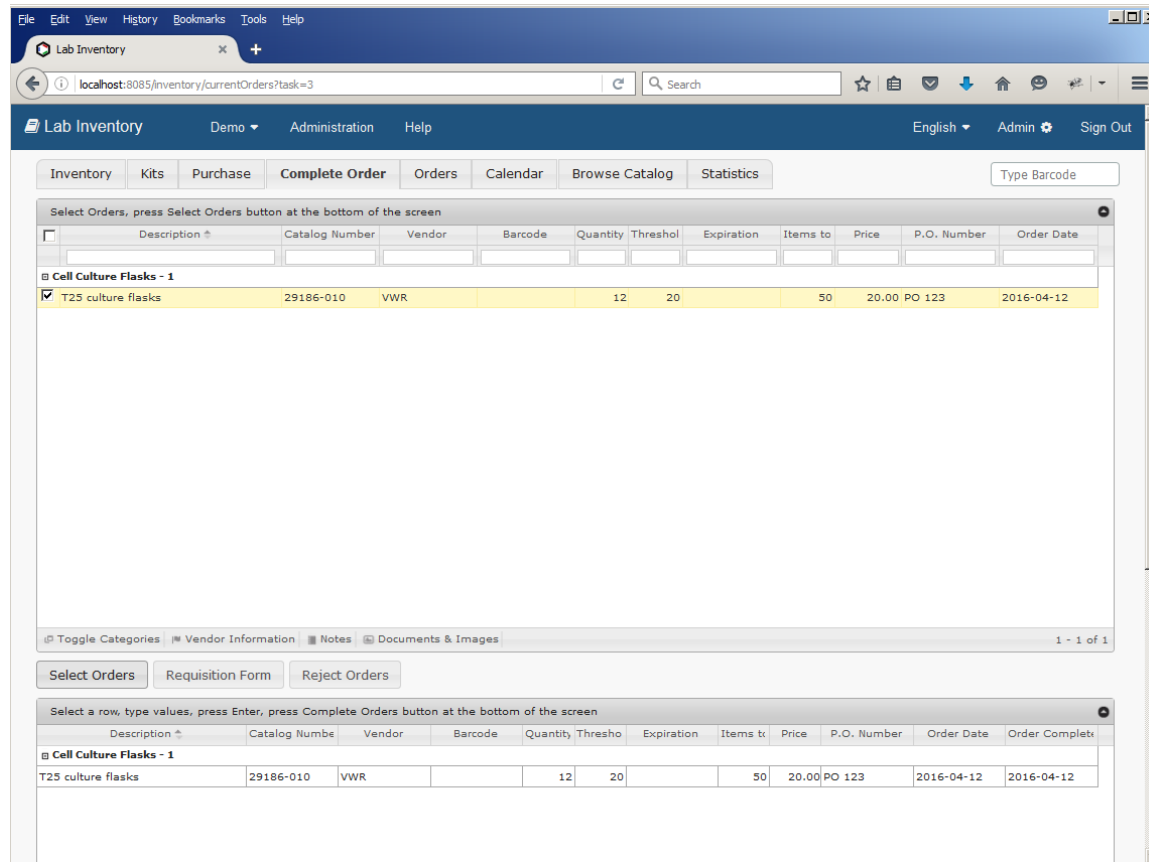 File Edit View History Bookmarks Tools Help
Lab Inventory × +
localhost:8085/inventory/currentOrders?task=3 Search
Lab Inventory Demo Administration Help English Admin Sign Out
Inventory Kits Purchase Complete Order Orders Calendar Browse Catalog Statistics Type Barcode
Select Orders, press Select Orders button at the bottom of the screen
Description Catalog Number Vendor Barcode Quantity Threshol Expiration Items to Price P.O. Number Order Date
Cell Culture Flasks - 1
T25 culture flasks 29186-010 VWR 12 20 50 20.00 PO 123 2016-04-12
Toggle Categories Vendor Information Notes Documents & Images 1 - 1 of 1
Select Orders Requisition Form Reject Orders
Select a row, type values, press Enter, press Complete Orders button at the bottom of the screen
Description Catalog Numbe Vendor Barcode Quantity Thresho Expiration Items to Price P.O. Number Order Date Order Complete
Cell Culture Flasks - 1
T25 culture flasks 29186-010 VWR 12 20 50 20.00 PO 123 2016-04-12 2016-04-12